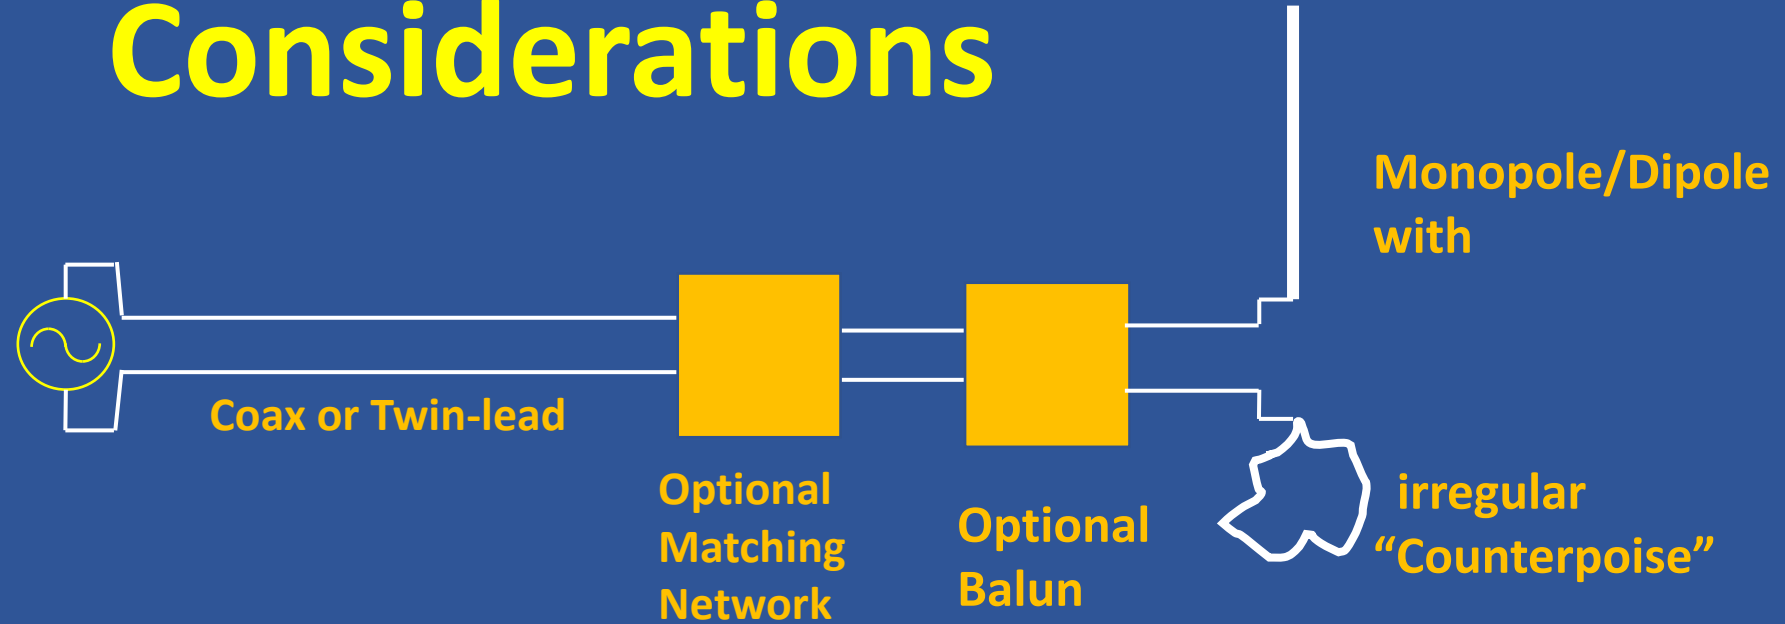 Considerations
Monopole/Dipole
with
Coax or Twin-lead
Optional
Matching
Network
Optional
Balun
irregular
“Counterpoise”